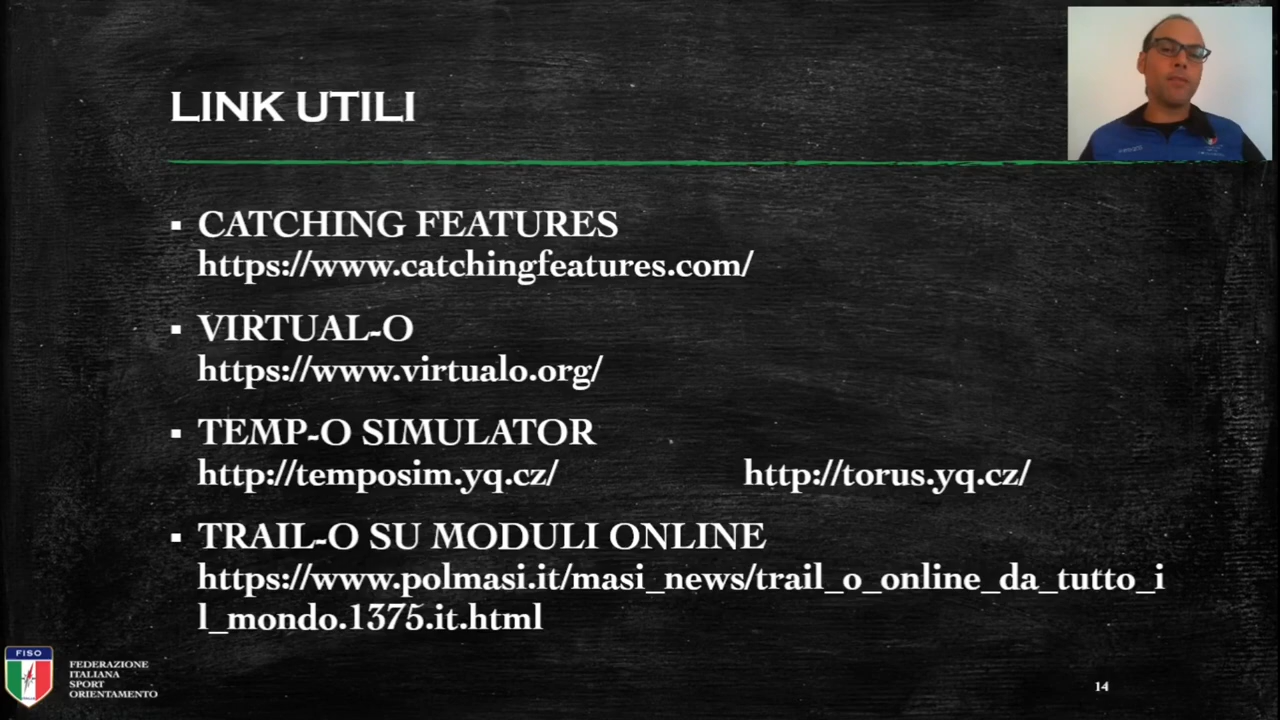 LINK UTILI
▪ CATCHING FEATURES
https://www.catchingfeatures.com/
▪ VIRTUAL-O
https://www.virtualo.org/
▪ TEMP-O SIMULATOR
http://temposim.yq.cz/ http://torus.yq.cz/
▪ TRAIL-O SU MODULI ONLINE
https://www.polmasi.it/masi_news/trail_o_online_da_tutto_i
l_mondo.1375.it.html
FISO
FEDERAZIONE
ITALIANA
SPORT
ORIENTAMENTO
14